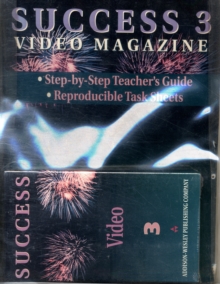 SUCCESS 3
VIDEO MAGAZINE
• Step-by-Step Teacher's Guide
• Reproducible Task Sheets
SUCCESS
Video
3
ADDISON-WESLEY PUBLISHING COMPANY